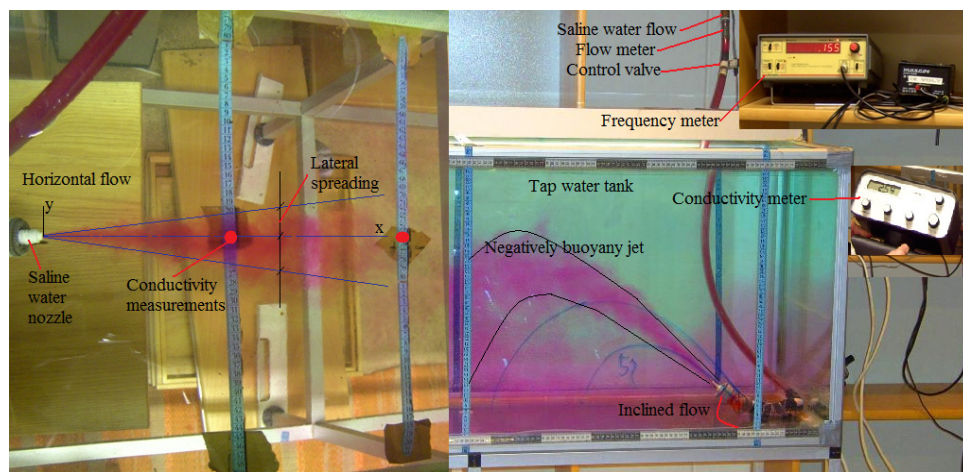 Horizontal flow
y
Lateral
spreading
x
Saline
water
nozzle
Conductivity
measurements
Saline water flow
Flow meter
Control valve
.155
Frequency meter
Tap water tank
Conductivity meter
Negatively buoyany jet
Inclined flow